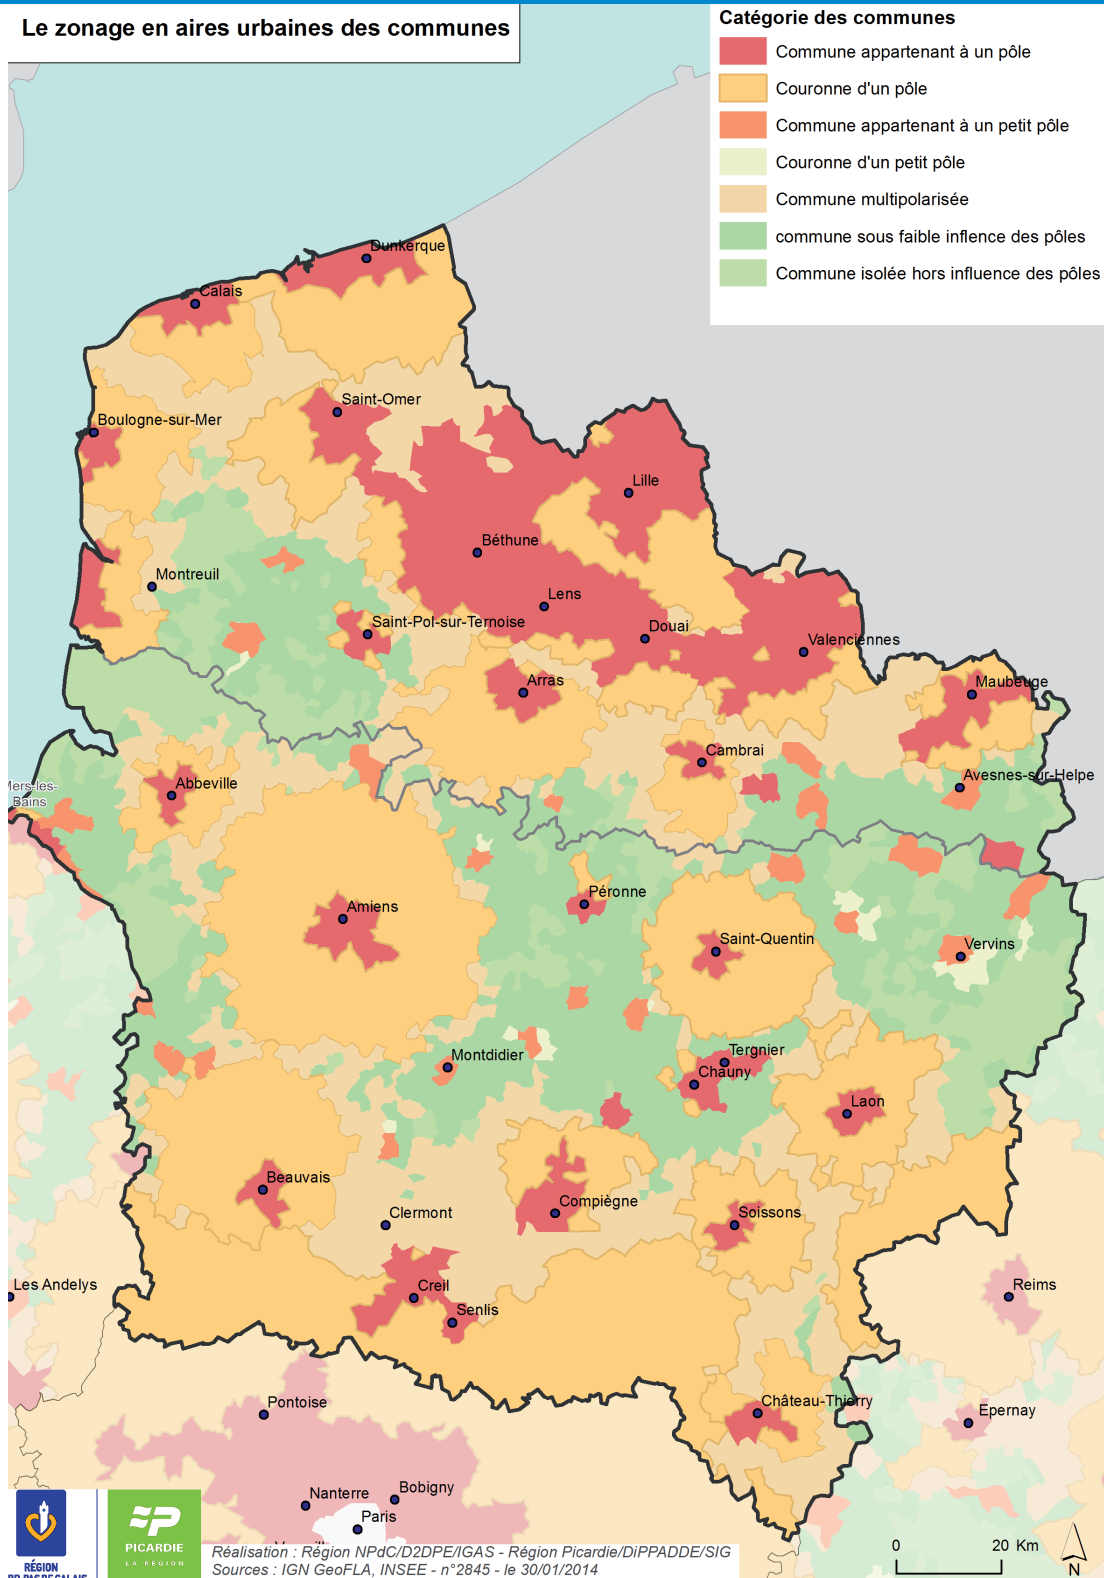 Le zonage en aires urbaines des communes
Catégorie des communes
Commune appartenant à un pôle
Couronne d'un pôle
Commune appartenant à un petit pôle
Couronne d'un petit pôle
Commune multipolarisée
commune sous faible inflence des pôles
Commune isolée hors influence des pôles
Dunkerque
Calais
Saint-Omer
Boulogne-sur-Mer
Lille
Béthune
Montreuil
Lens
Saint-Pol-sur-Ternoise
Douai
Valenciennes
Arras
Maubeuge
Cambrai
Avesnes-sur-Helpe
Abbeville
Mers-les-
Bains
Péronne
Amiens
Saint-Quentin
Vervins
Montdidier
Tergnier
Chauny
Laon
Beauvais
Compiègne
Clermont
Soissons
Les Andelys
Creil
Reims
Senlis
Pontoise
Château-Thierry
Epernay
Nanterre
Bobigny
Paris
RÉGION
PICARDIE
LA RÉGION
Réalisation : Région NPdC/D2DPE/IGAS - Région Picardie/DiPPADDE/SIG
Sources : IGN GeoFLA, INSEE - n°2845 - le 30/01/2014
0
20 Km
N